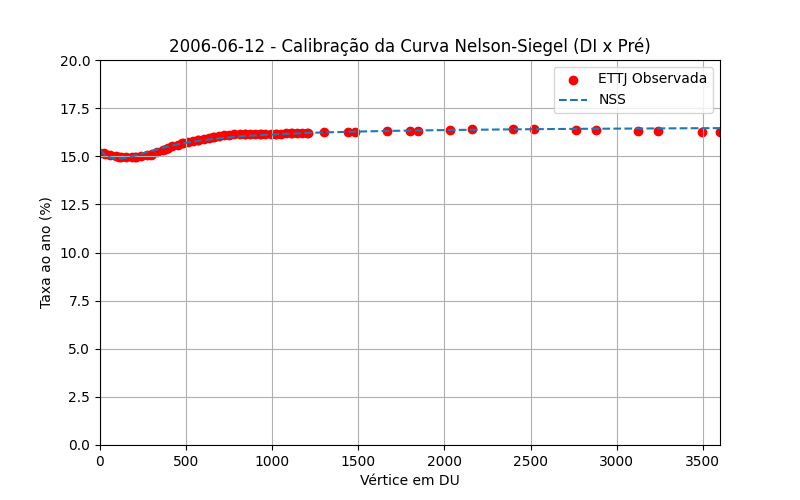 2006-06-12 - Calibração da Curva Nelson-Siegel (DI x Pré)
ETTJ Observada
NSS
Taxa ao ano (%)
20.0
17.5
15.0
12.5
10.0
7.5
5.0
2.5
0.0
0 500 1000 1500 2000 2500 3000 3500
Vértice em DU